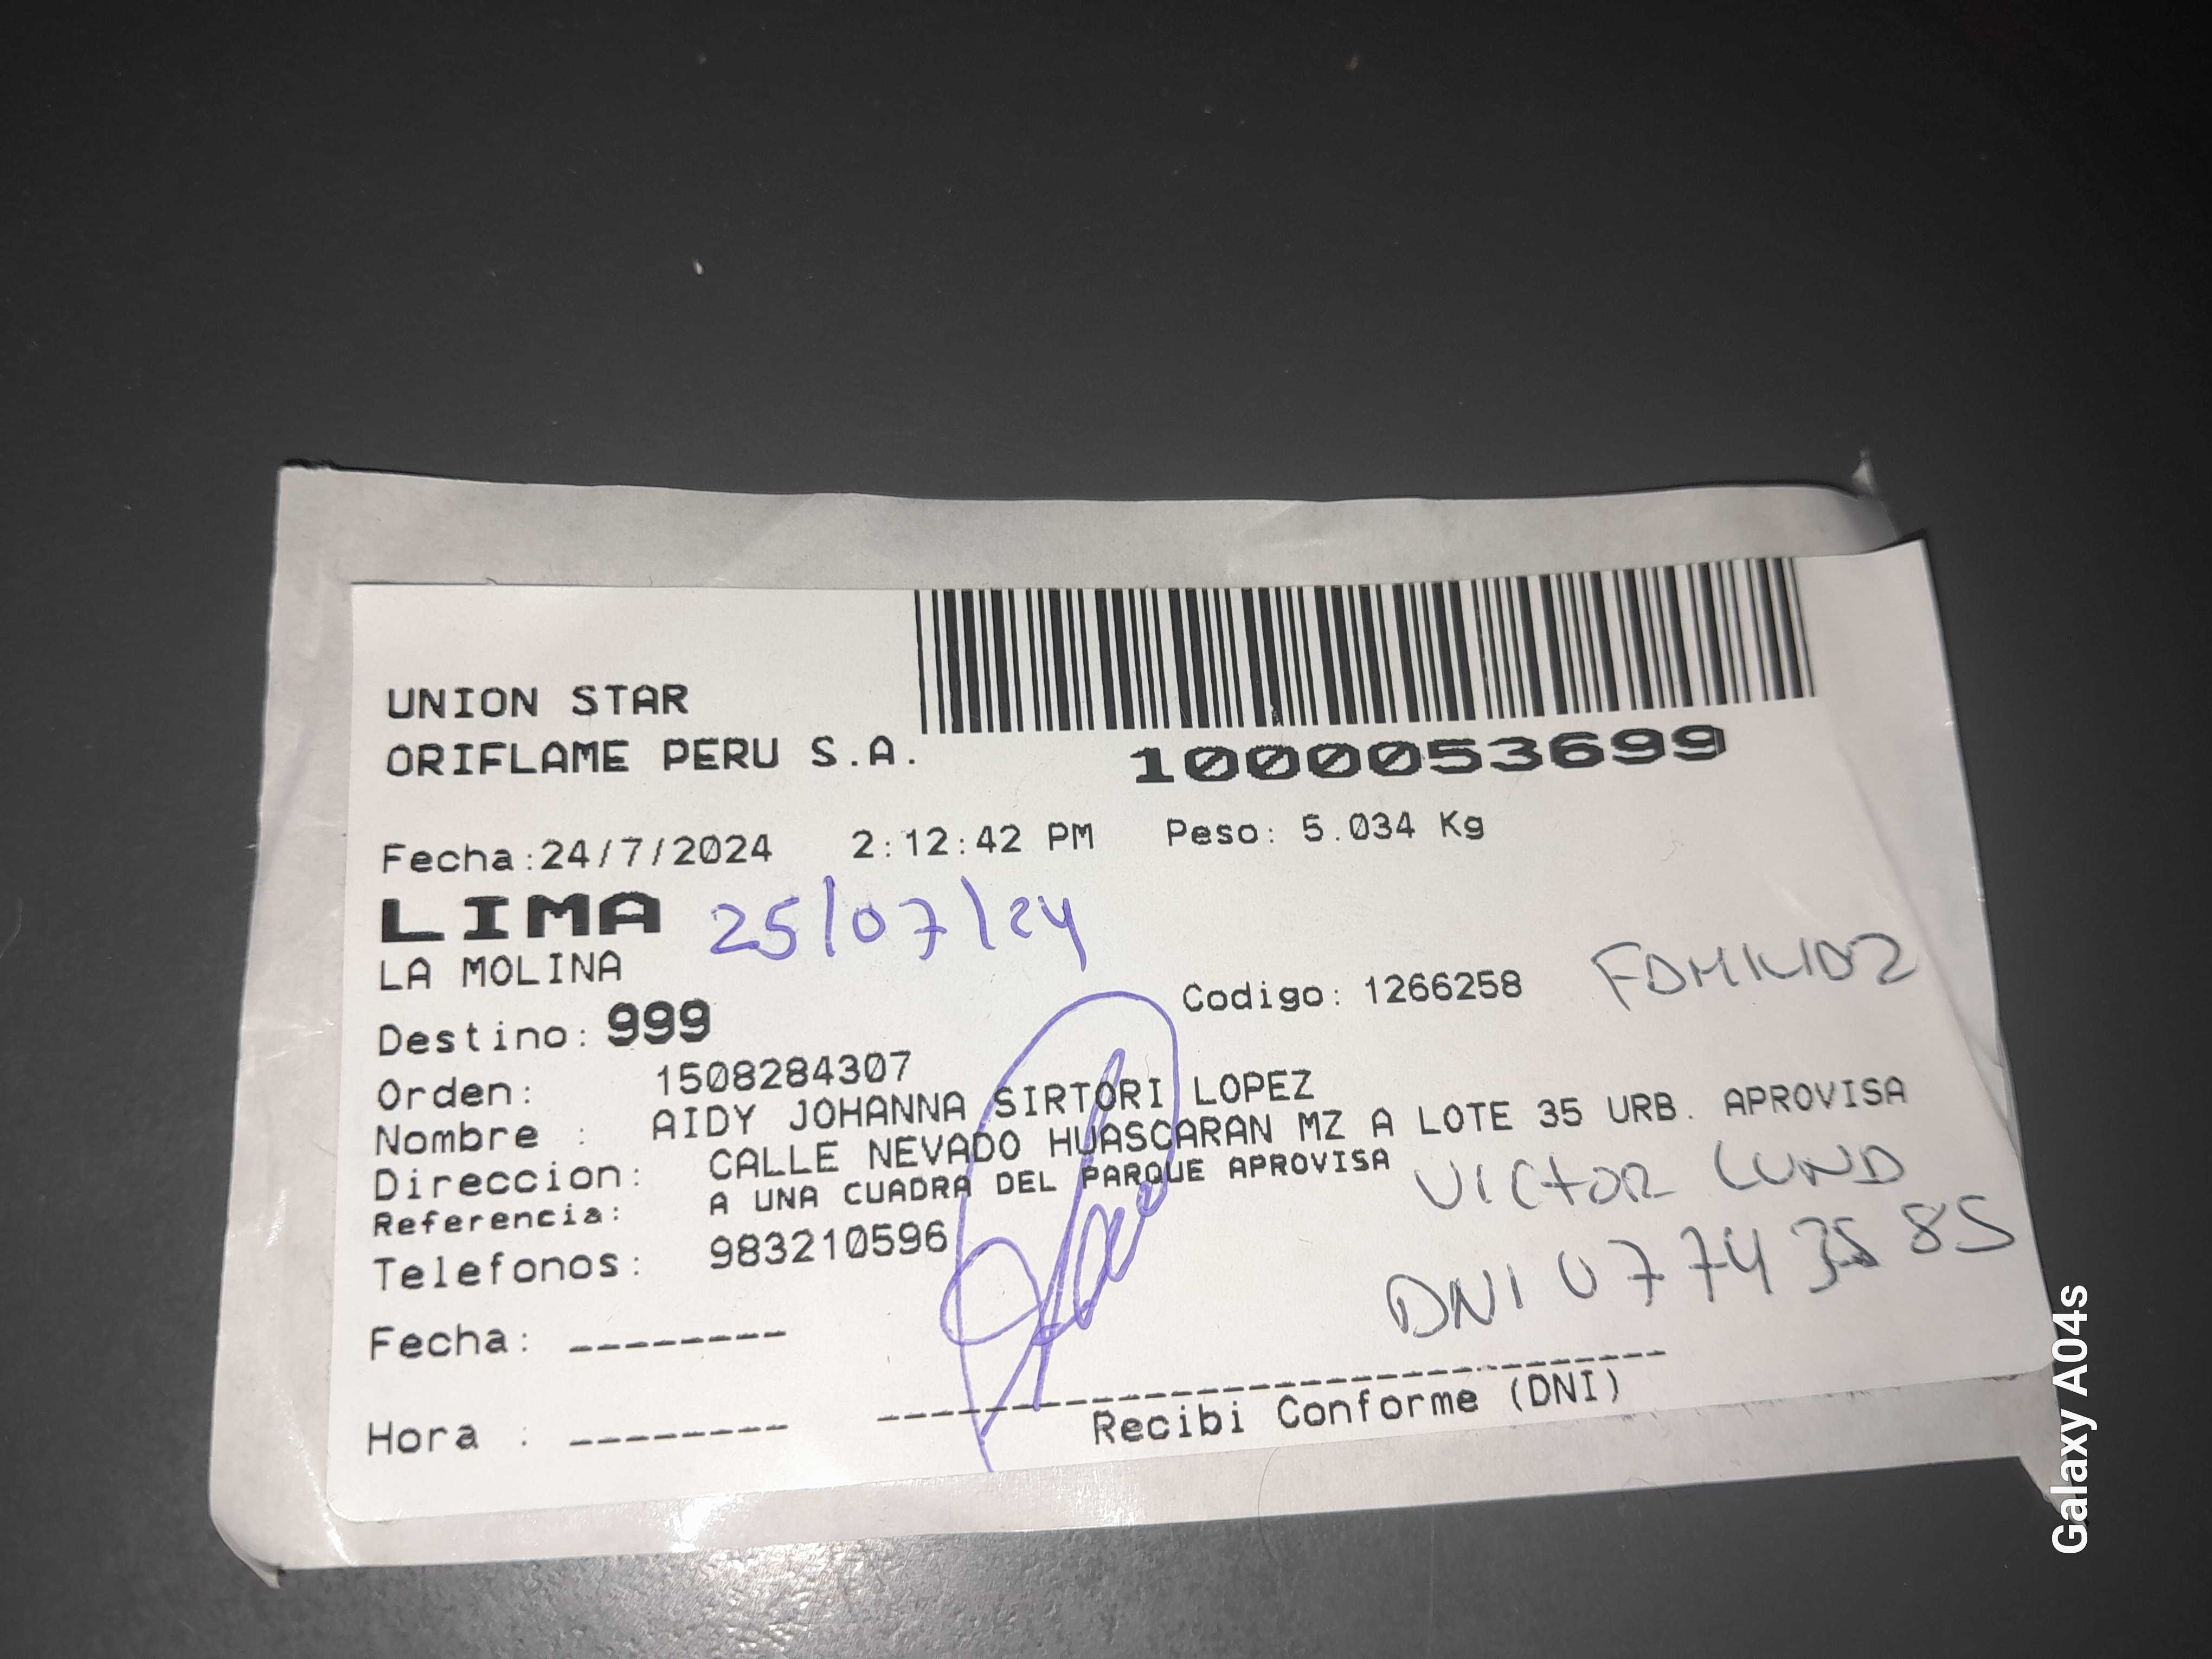 UNION STAR
ORIFLAME PERU S.A.
1000053699
Fecha:24/7/2024 2:12:42 PM Peso: 5.034 Kg
LIMA 25/07/24
LA MOLINA
Codigo: 1266258
Destino: 999
Orden: 1508284307
Nombre : AIDY JOHANNA SIRTORI LOPEZ
Direccion: CALLE NEVADO HUASCARAN MZ A LOTE 35 URB. APROVISA
Referencia: A UNA CUADRA DEL PARQUE APROVISA
VICTOR LUND
Telefonos: 983210596
DNI
Fecha: --------
Hora : --------
Recibi Conforme (DNI)
Galaxy A04s